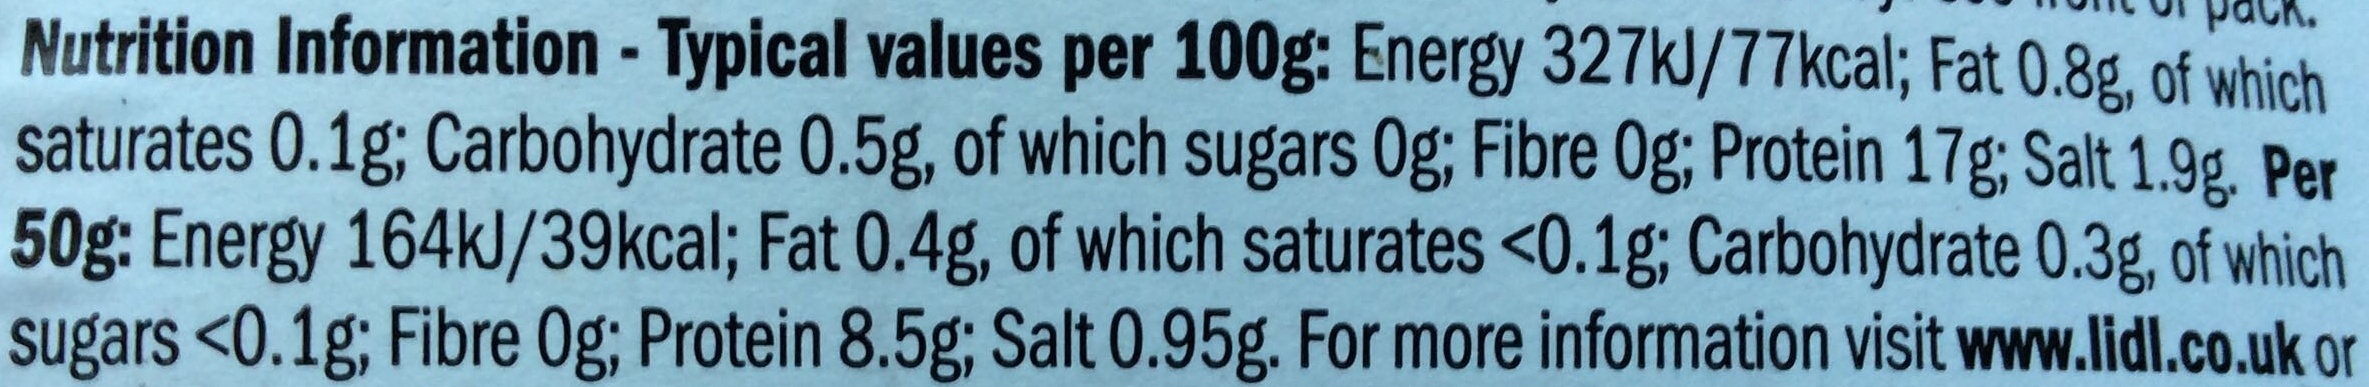 front of pack.
Nutrition Information - Typical values per 100g: Energy 327kJ/77kcal; Fat 0.8g, of which
saturates 0.1g; Carbohydrate 0.5g, of which sugars 0g; Fibre 0g; Protein 17g; Salt 1.9g. Per
50g: Energy 164kJ/39kcal; Fat 0.4g, of which saturates <0.1g; Carbohydrate 0.3g, of which
sugars <0.1g; Fibre 0g; Protein 8.5g; Salt 0.95g. For more information visit www.lidl.co.uk or